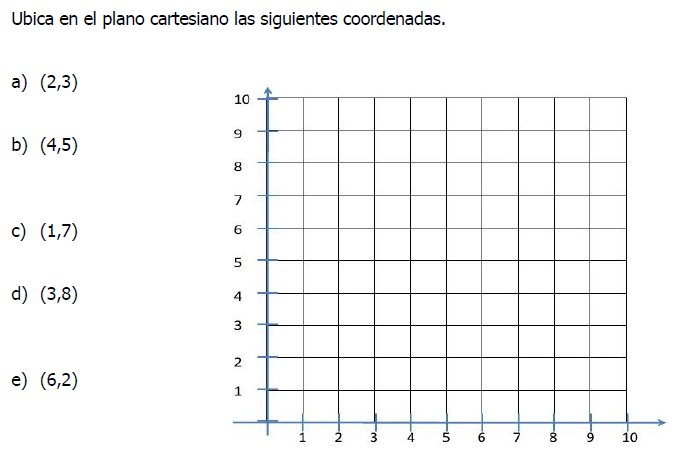 Ubica en el plano cartesiano las siguientes coordenadas.
a) (2,3)
b) (4,5)
c) (1,7)
d) (3,8)
e) (6,2)
10
9
8
7
6
5
4
3
2
1
1 2 3 4 5 6 7 8 9 10